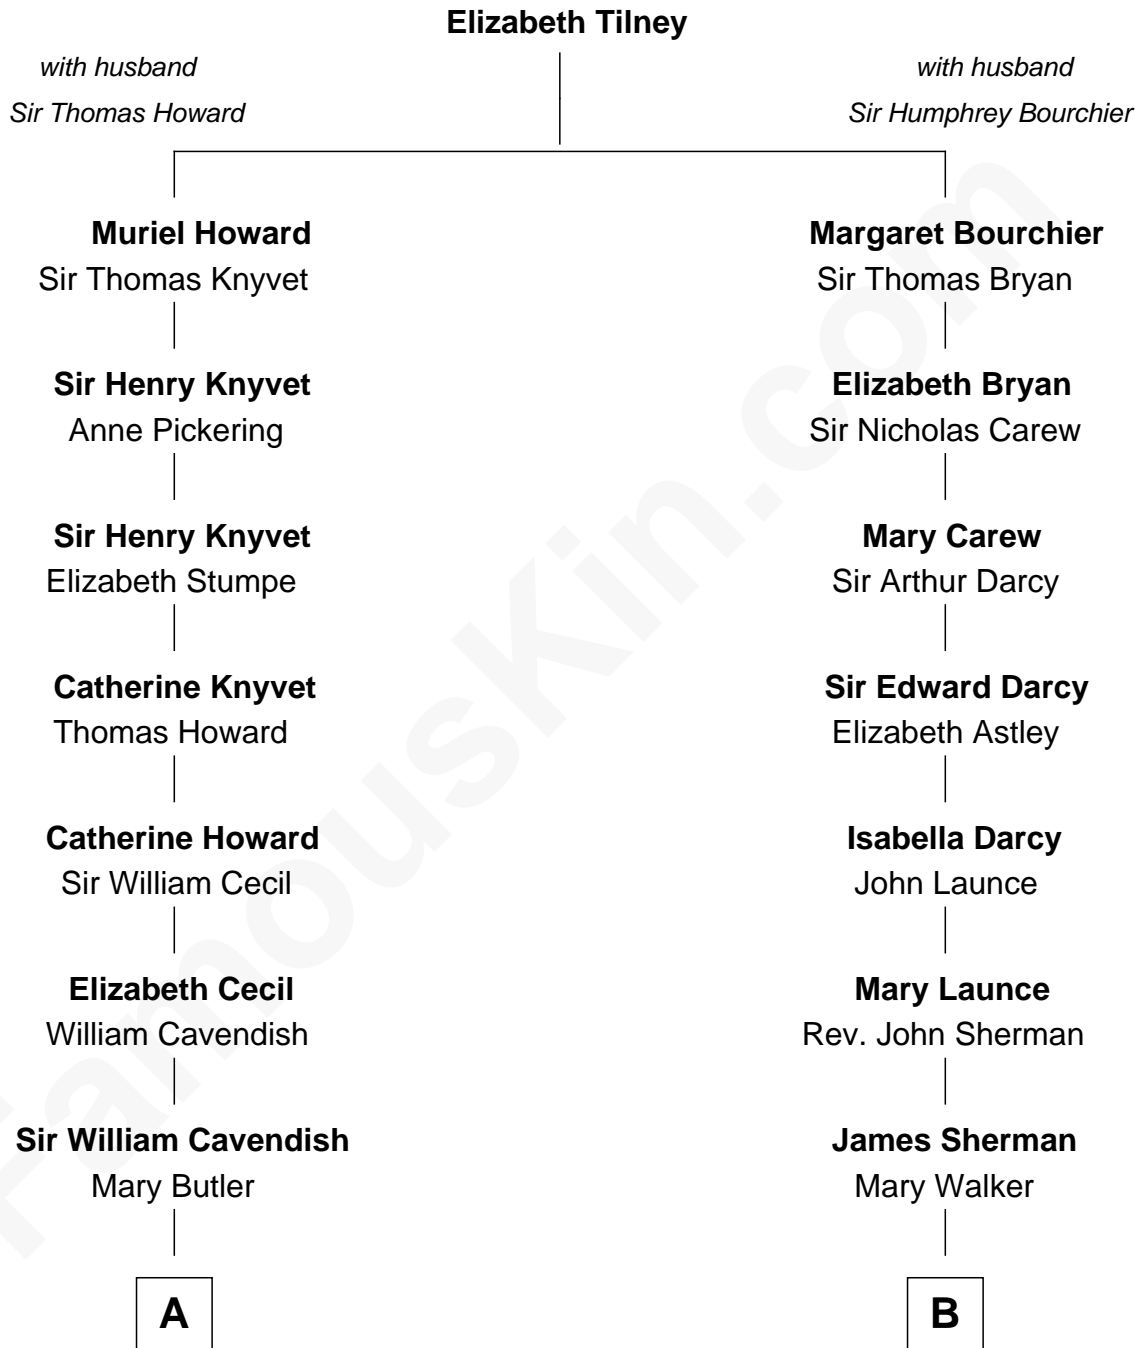 Elizabeth Tilney
with husband
Sir Thomas Howard
with husband
Sir Humphrey Bourchier
Muriel Howard
Sir Thomas Knyvet
Margaret Bourchier
Sir Thomas Bryan
Sir Henry Knyvet
Anne Pickering
Elizabeth Bryan
Sir Nicholas Carew
Sir Henry Knyvet
Elizabeth Stumpe
Mary Carew
Sir Arthur Darcy
Catherine Knyvet
Thomas Howard
Sir Edward Darcy
Elizabeth Astley
Catherine Howard
Sir William Cecil
Isabella Darcy
John Launce
Elizabeth Cecil
William Cavendish
Mary Launce
Rev. John Sherman
Sir William Cavendish
Mary Butler
James Sherman
Mary Walker
A
B
FamousKin.com